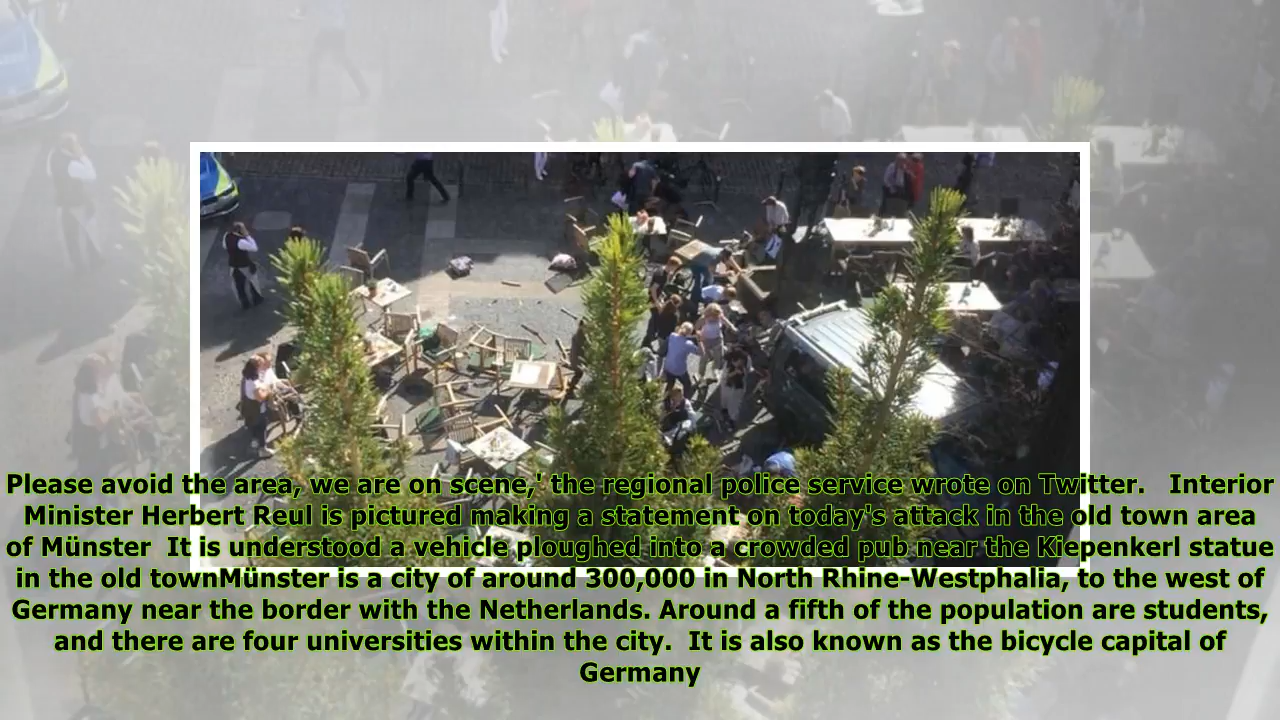 Please avoid the area, we are on scene,' the regional police service wrote on Twitter.   Interior
Minister Herbert Reul is pictured making a statement on today's attack in the old town area
of Münster  It is understood a vehicle ploughed into a crowded pub near the Kiepenkerl statue
in the old townMünster is a city of around 300,000 in North Rhine-Westphalia, to the west of
Germany near the border with the Netherlands. Around a fifth of the population are students,
and there are four universities within the city.  It is also known as the bicycle capital of
Germany